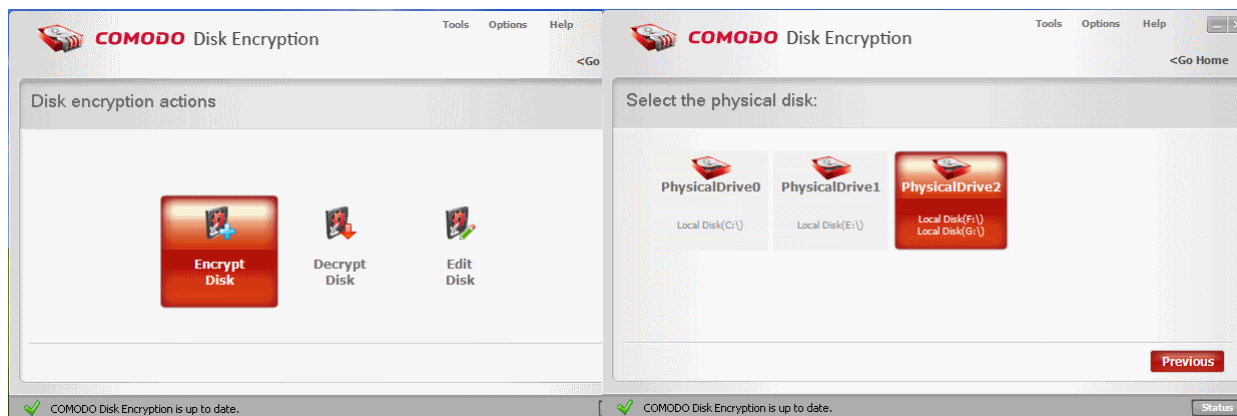 COMODO Disk Encryption
Tools Options Help
<Go
Disk encryption actions
Encrypt Disk
Decrypt Disk
Edit Disk
COMODO Disk Encryption is up to date.
COMODO Disk Encryption
Tools Options Help
<Go Home
Select the physical disk:
PhysicalDrive0
Local Disk(C:\)
PhysicalDrive1
Local Disk(E:\)
PhysicalDrive2
Local Disk(F:\)
Local Disk(G:\)
Previous
COMODO Disk Encryption is up to date.
Status